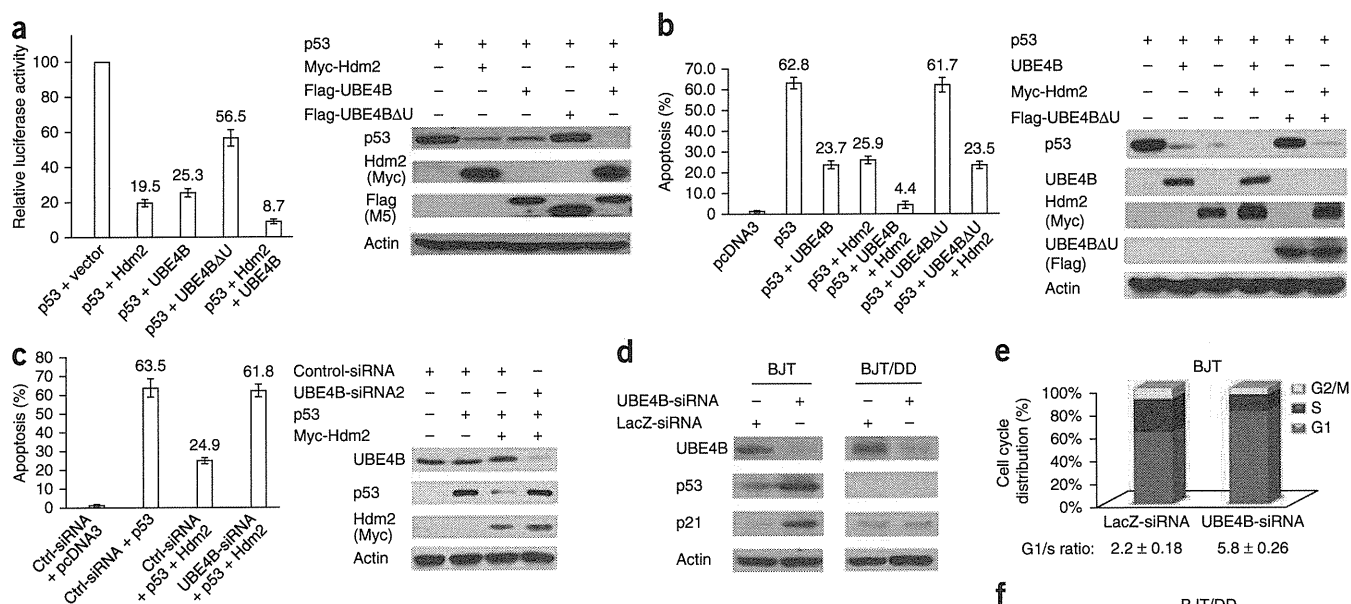 a
Relative luciferase activity
100
80
60
40
20
0
19.5
25.3
56.5
8.7
p53 + vector
p53 + Hdm2
p53 + UBE4B
p53 + UBE4BΔU
p53 + Hdm2
+ UBE4B
p53 + + + + +
Myc-Hdm2 – + – – +
Flag-UBE4B – – + – +
Flag-UBE4BΔU – – – + –
p53
Hdm2
(Myc)
Flag
(M5)
Actin
b
Apoptosis (%)
70.0
60.0
50.0
40.0
30.0
20.0
10.0
0
62.8
23.7
25.9
4.4
61.7
23.5
pcDNA3
p53
p53 + UBE4B
p53 + Hdm2
p53 + UBE4B
+ Hdm2
p53 + UBE4BΔU
p53 + UBE4BΔU
+ Hdm2
p53 + + + + + +
UBE4B – + – + – –
Myc-Hdm2 – – + + – +
Flag-UBE4BΔU – – – – + +
p53
UBE4B
Hdm2
(Myc)
UBE4BΔU
(Flag)
Actin
c
Apoptosis (%)
80
70
60
50
40
30
20
10
0
63.5
24.9
61.8
Ctrl-siRNA
+ pcDNA3
Ctrl-siRNA + p53
Ctrl-siRNA
+ p53 + Hdm2
UBE4B-siRNA
+ p53 + Hdm2
Control-siRNA + + + –
UBE4B-siRNA2 – – – +
p53 – + + +
Myc-Hdm2 – – + +
UBE4B
p53
Hdm2
(Myc)
Actin
d
BJT BJT/DD
UBE4B-siRNA – + – +
LacZ-siRNA + – + –
UBE4B
p53
p21
Actin
e
BJT
Cell cycle
distribution (%)
100%
80%
60%
40%
20%
0%
G2/M
S
G1
LacZ-siRNA UBE4B-siRNA
G1/s ratio: 2.2 ± 0.18 5.8 ± 0.26
f
BJT/DD